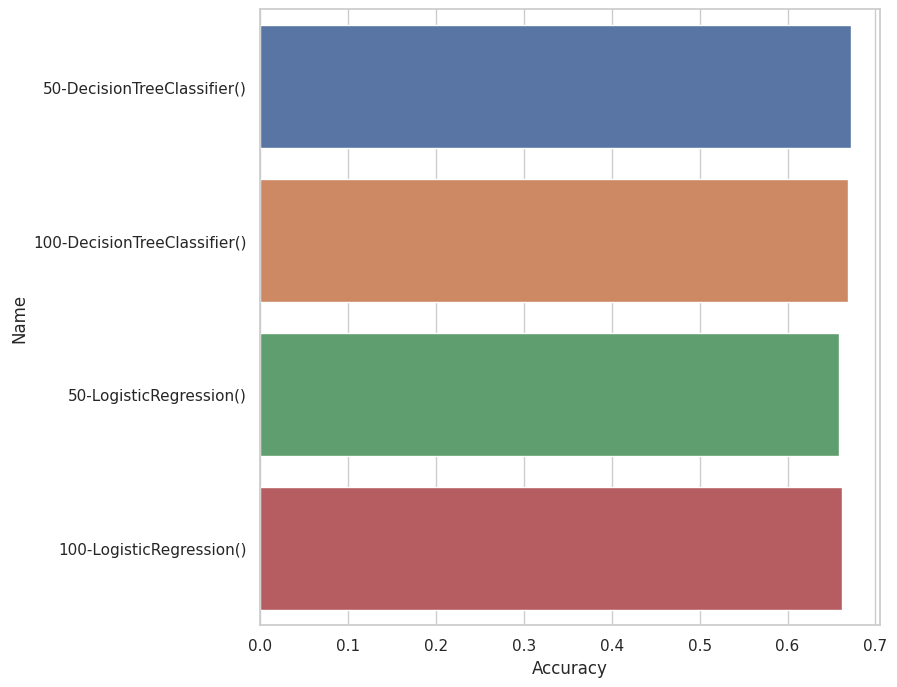 Name
50-DecisionTreeClassifier()
100-DecisionTreeClassifier()
50-LogisticRegression()
100-LogisticRegression()
0.0 0.1 0.2 0.3 0.4 0.5 0.6 0.7
Accuracy